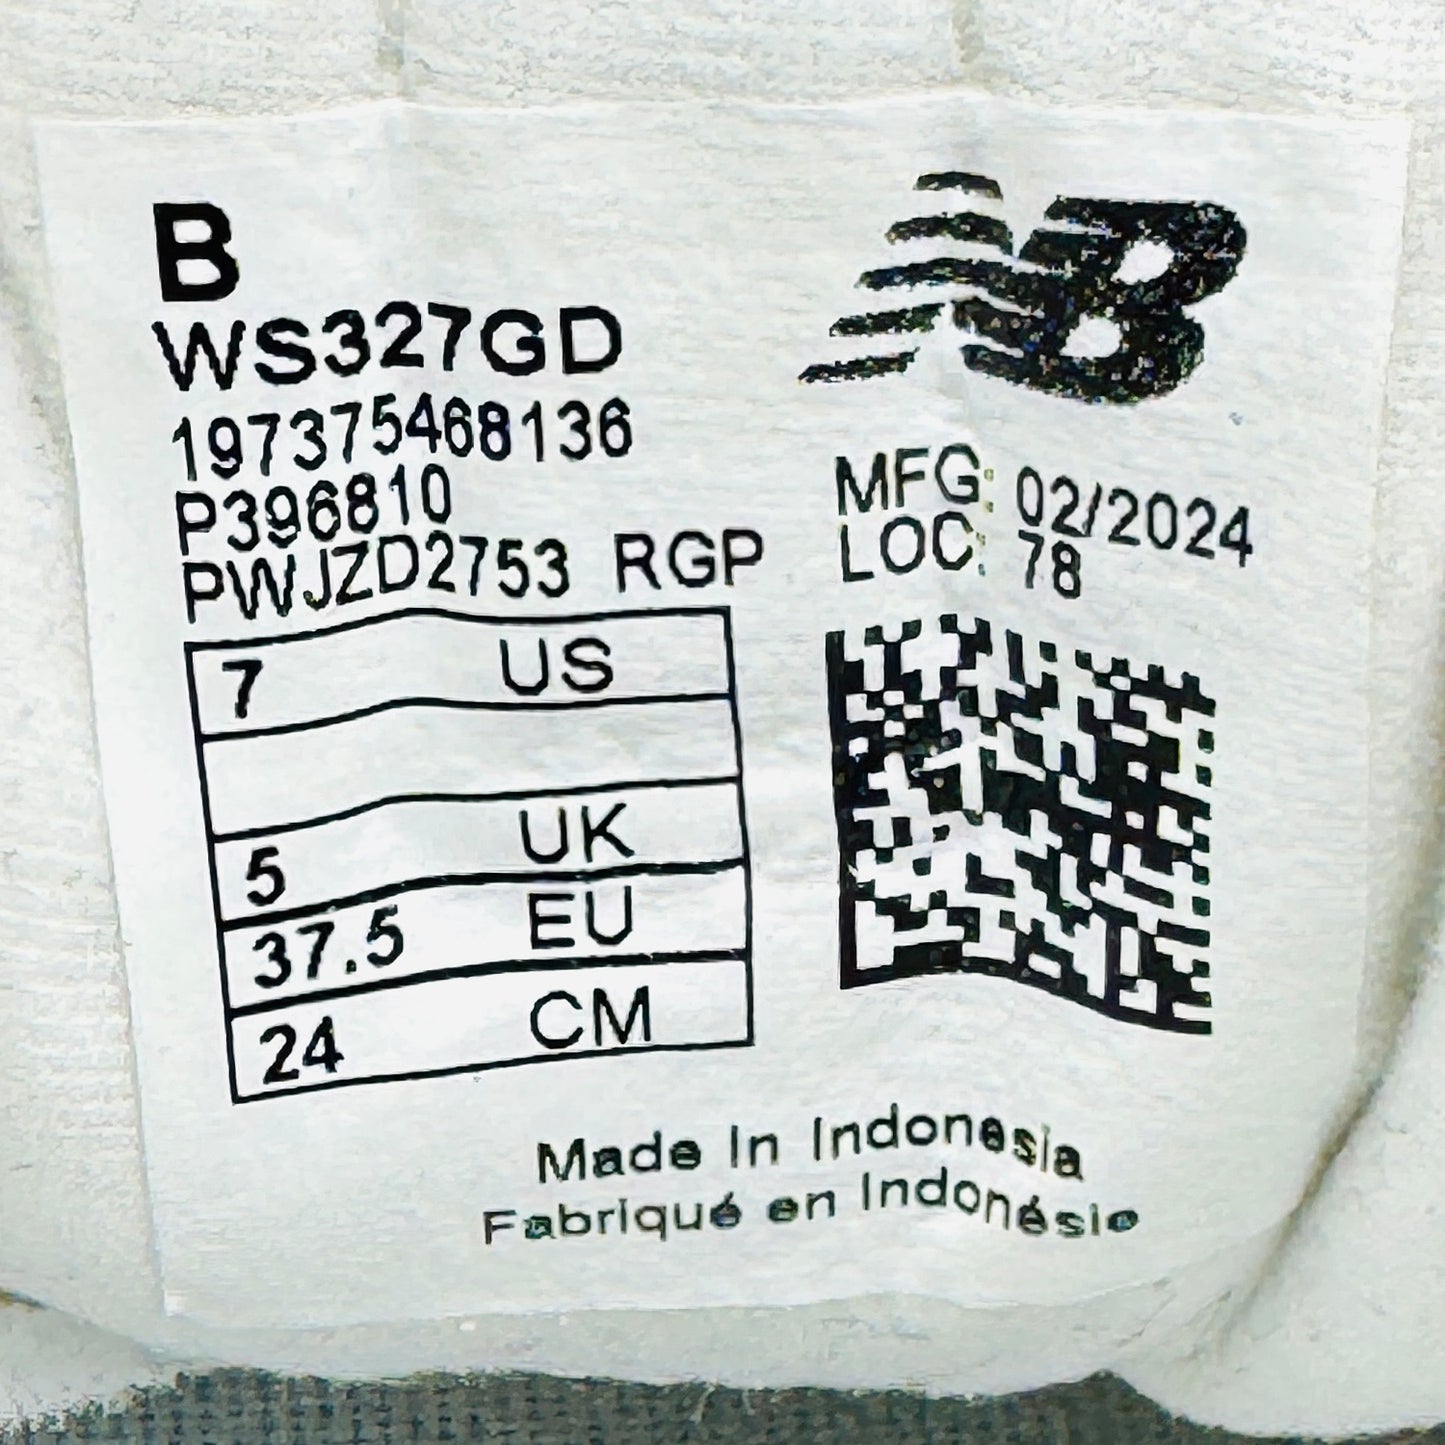 B
WS327GD
197375468136
P396810
PWJZD2753 RGP
7 US
5 UK
37.5 EU
24 CM
NB
MFG: 02/2024
LOC: 78
Made In Indonesia
Fabriqué en Indonésie